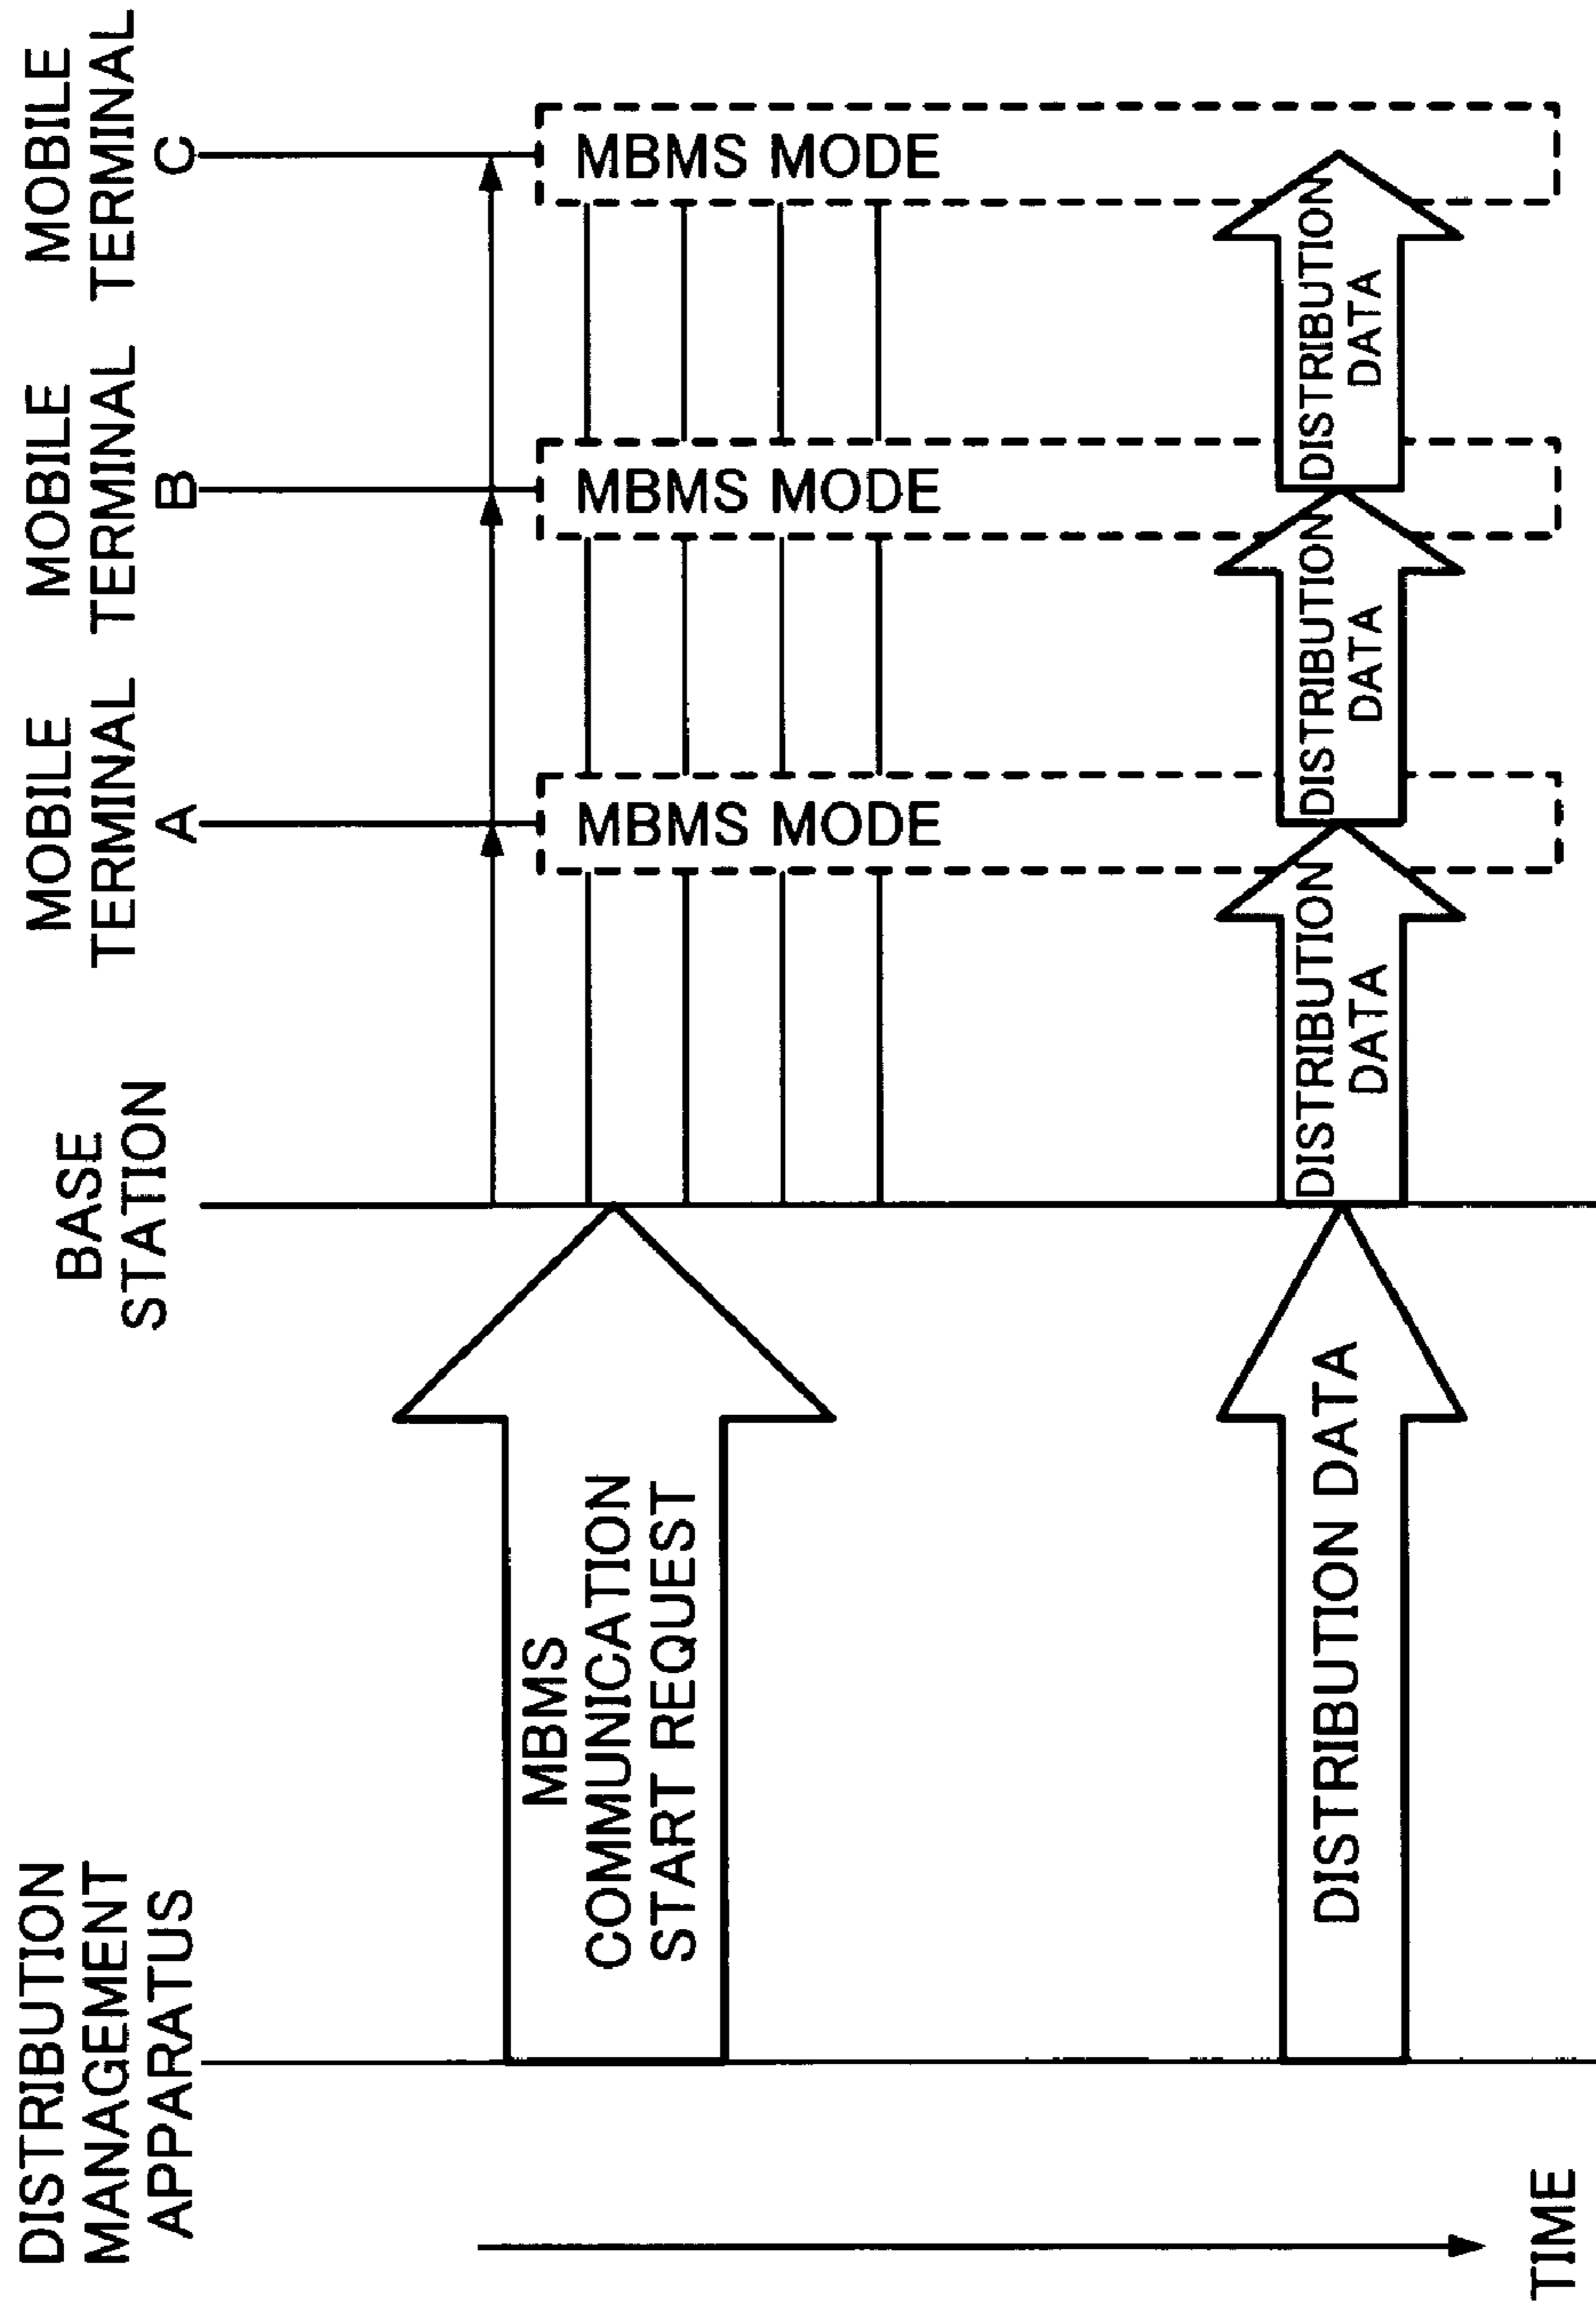 DISTRIBUTION
MANAGEMENT
APPARATUS
BASE
STATION
MOBILE
TERMINAL
A
MOBILE
TERMINAL
B
MOBILE
TERMINAL
C
MBMS
COMMUNICATION
START REQUEST
MBMS MODE
MBMS MODE
MBMS MODE
DISTRIBUTION DATA
DISTRIBUTION
DATA
DISTRIBUTION
DATA
DISTRIBUTION
DATA
TIME